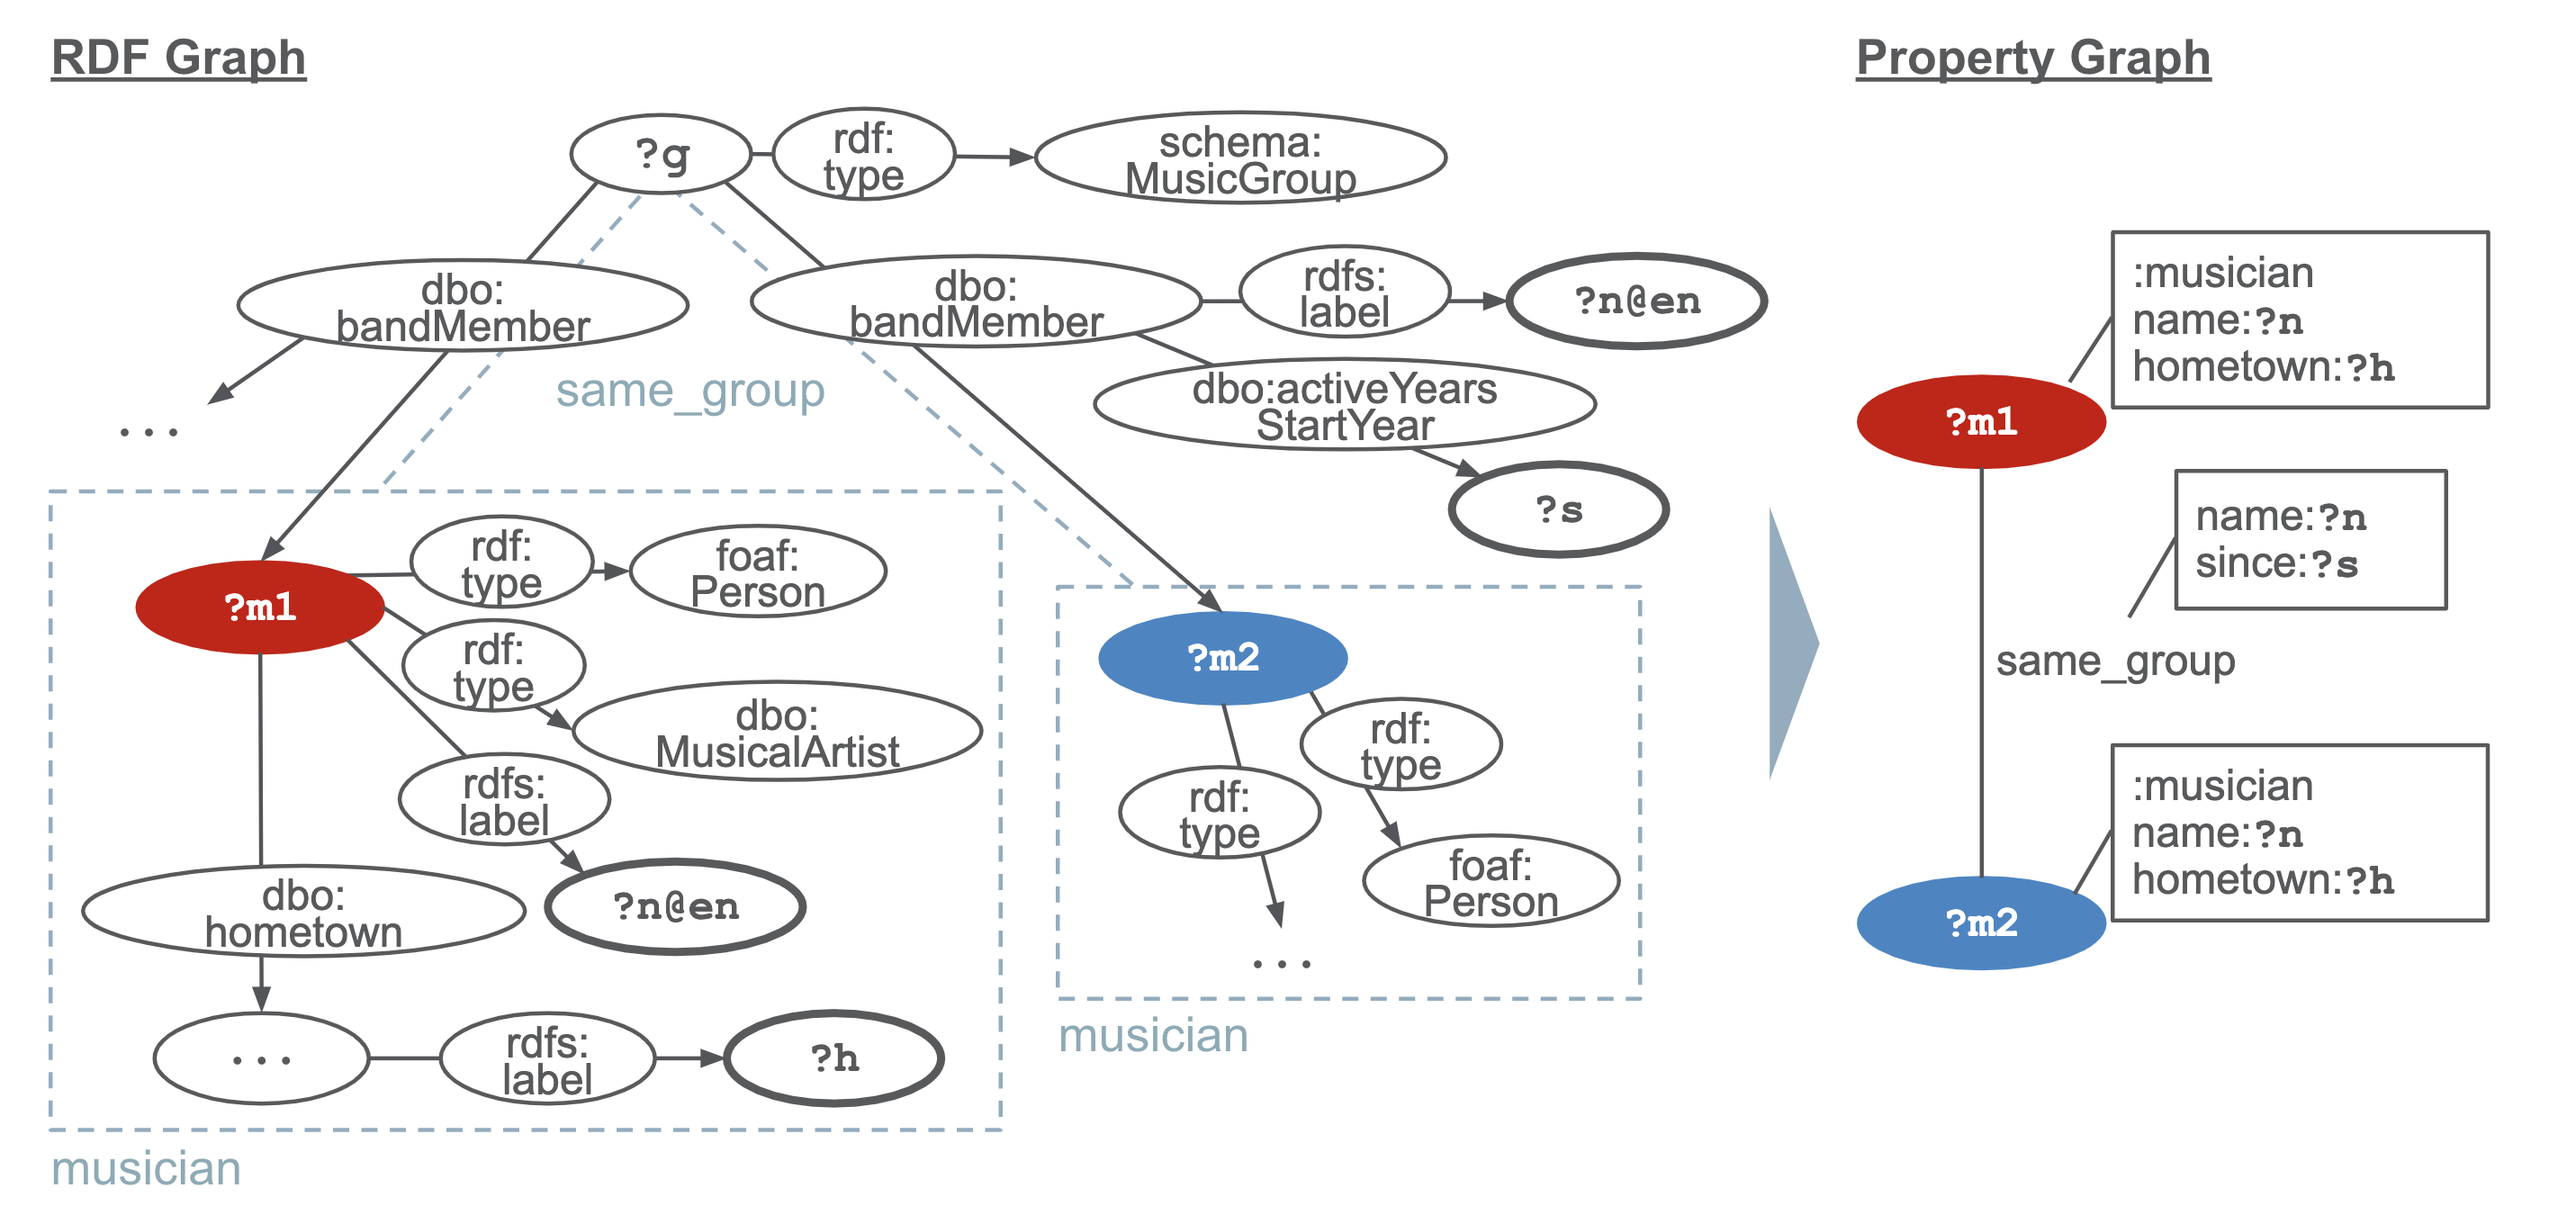 RDF Graph
Property Graph
?g
rdf:
type
schema:
MusicGroup
dbo:
bandMember
dbo:
bandMember
rdfs:
label
?n@en
...
same_group
dbo:activeYears
StartYear
?s
?m1
rdf:
type
foaf:
Person
rdf:
type
dbo:
MusicalArtist
rdfs:
label
?n@en
dbo:
hometown
...
rdfs:
label
?h
musician
?m2
rdf:
type
rdf:
type
foaf:
Person
...
musician
:musician
name:?n
hometown:?h
?m1
name:?n
since:?s
same_group
:musician
name:?n
hometown:?h
?m2